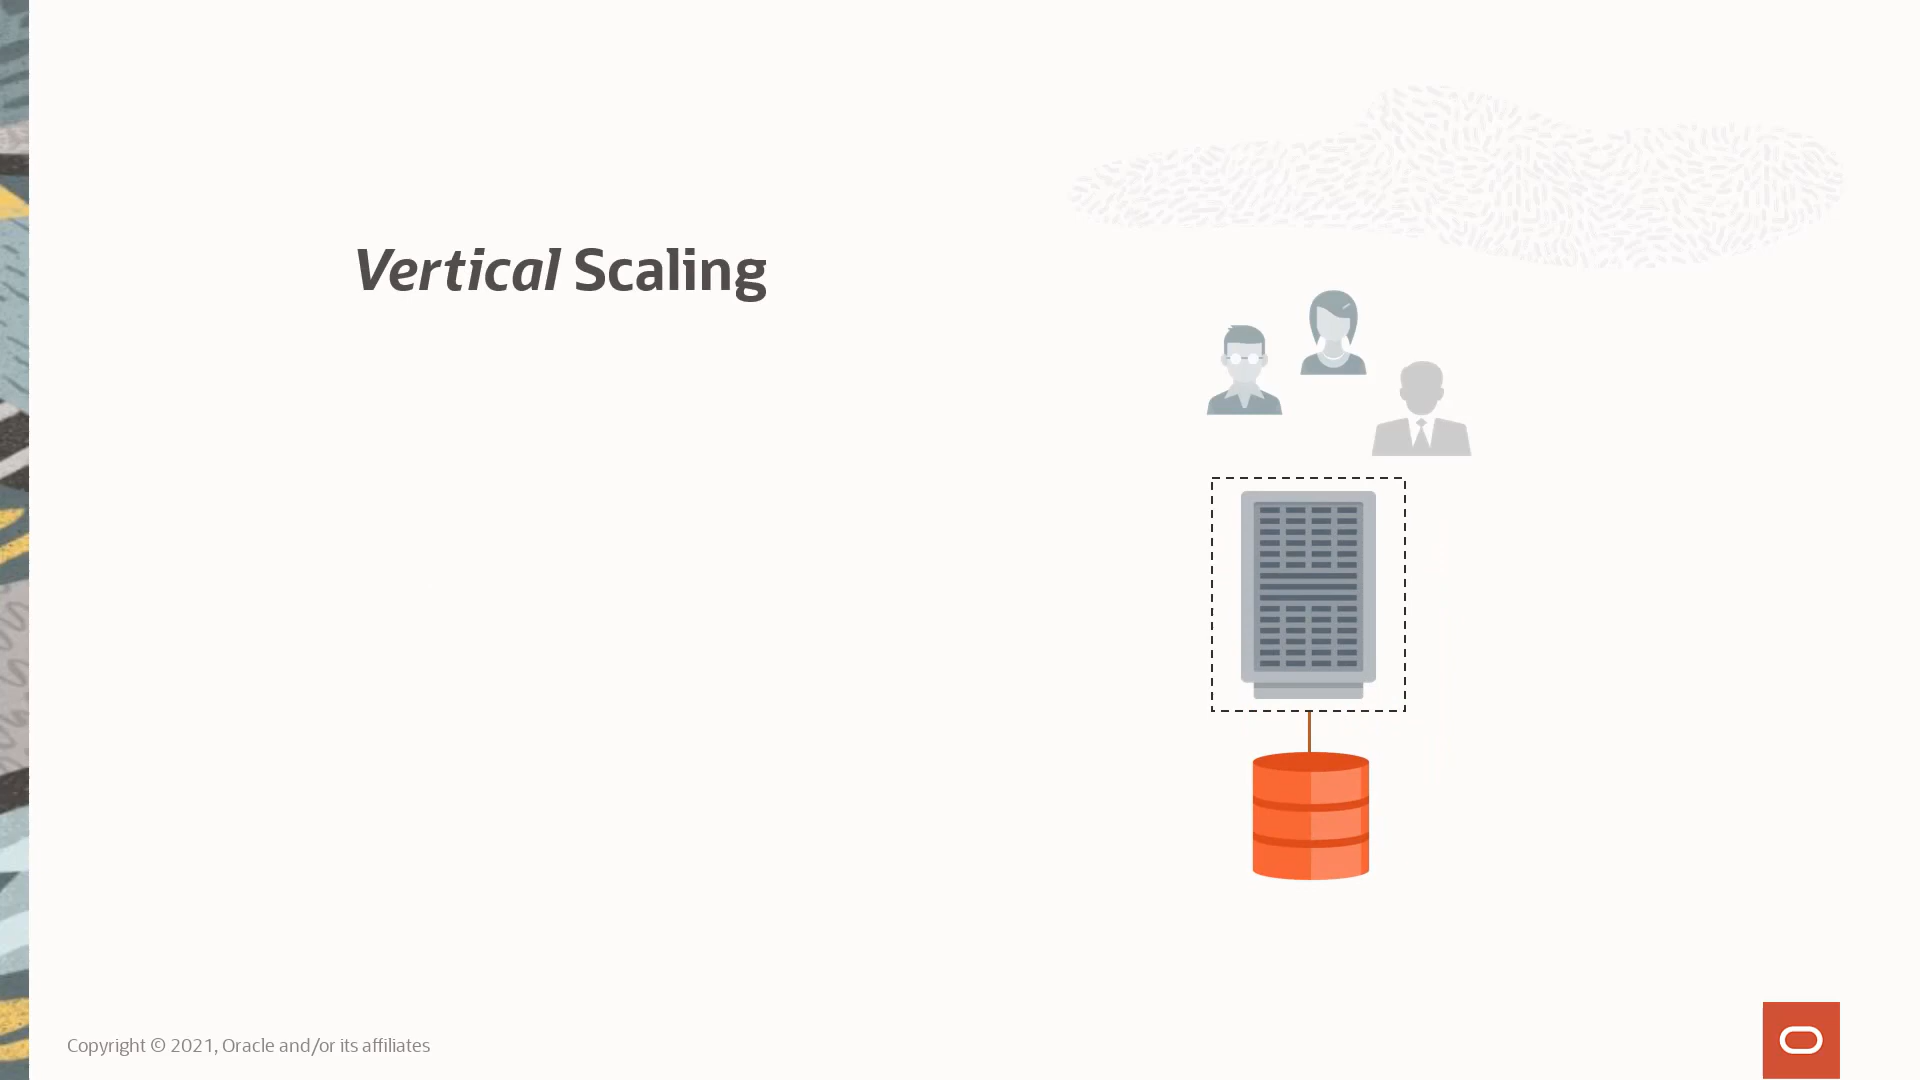 Vertical Scaling
Copyright © 2021, Oracle and/or its affiliates